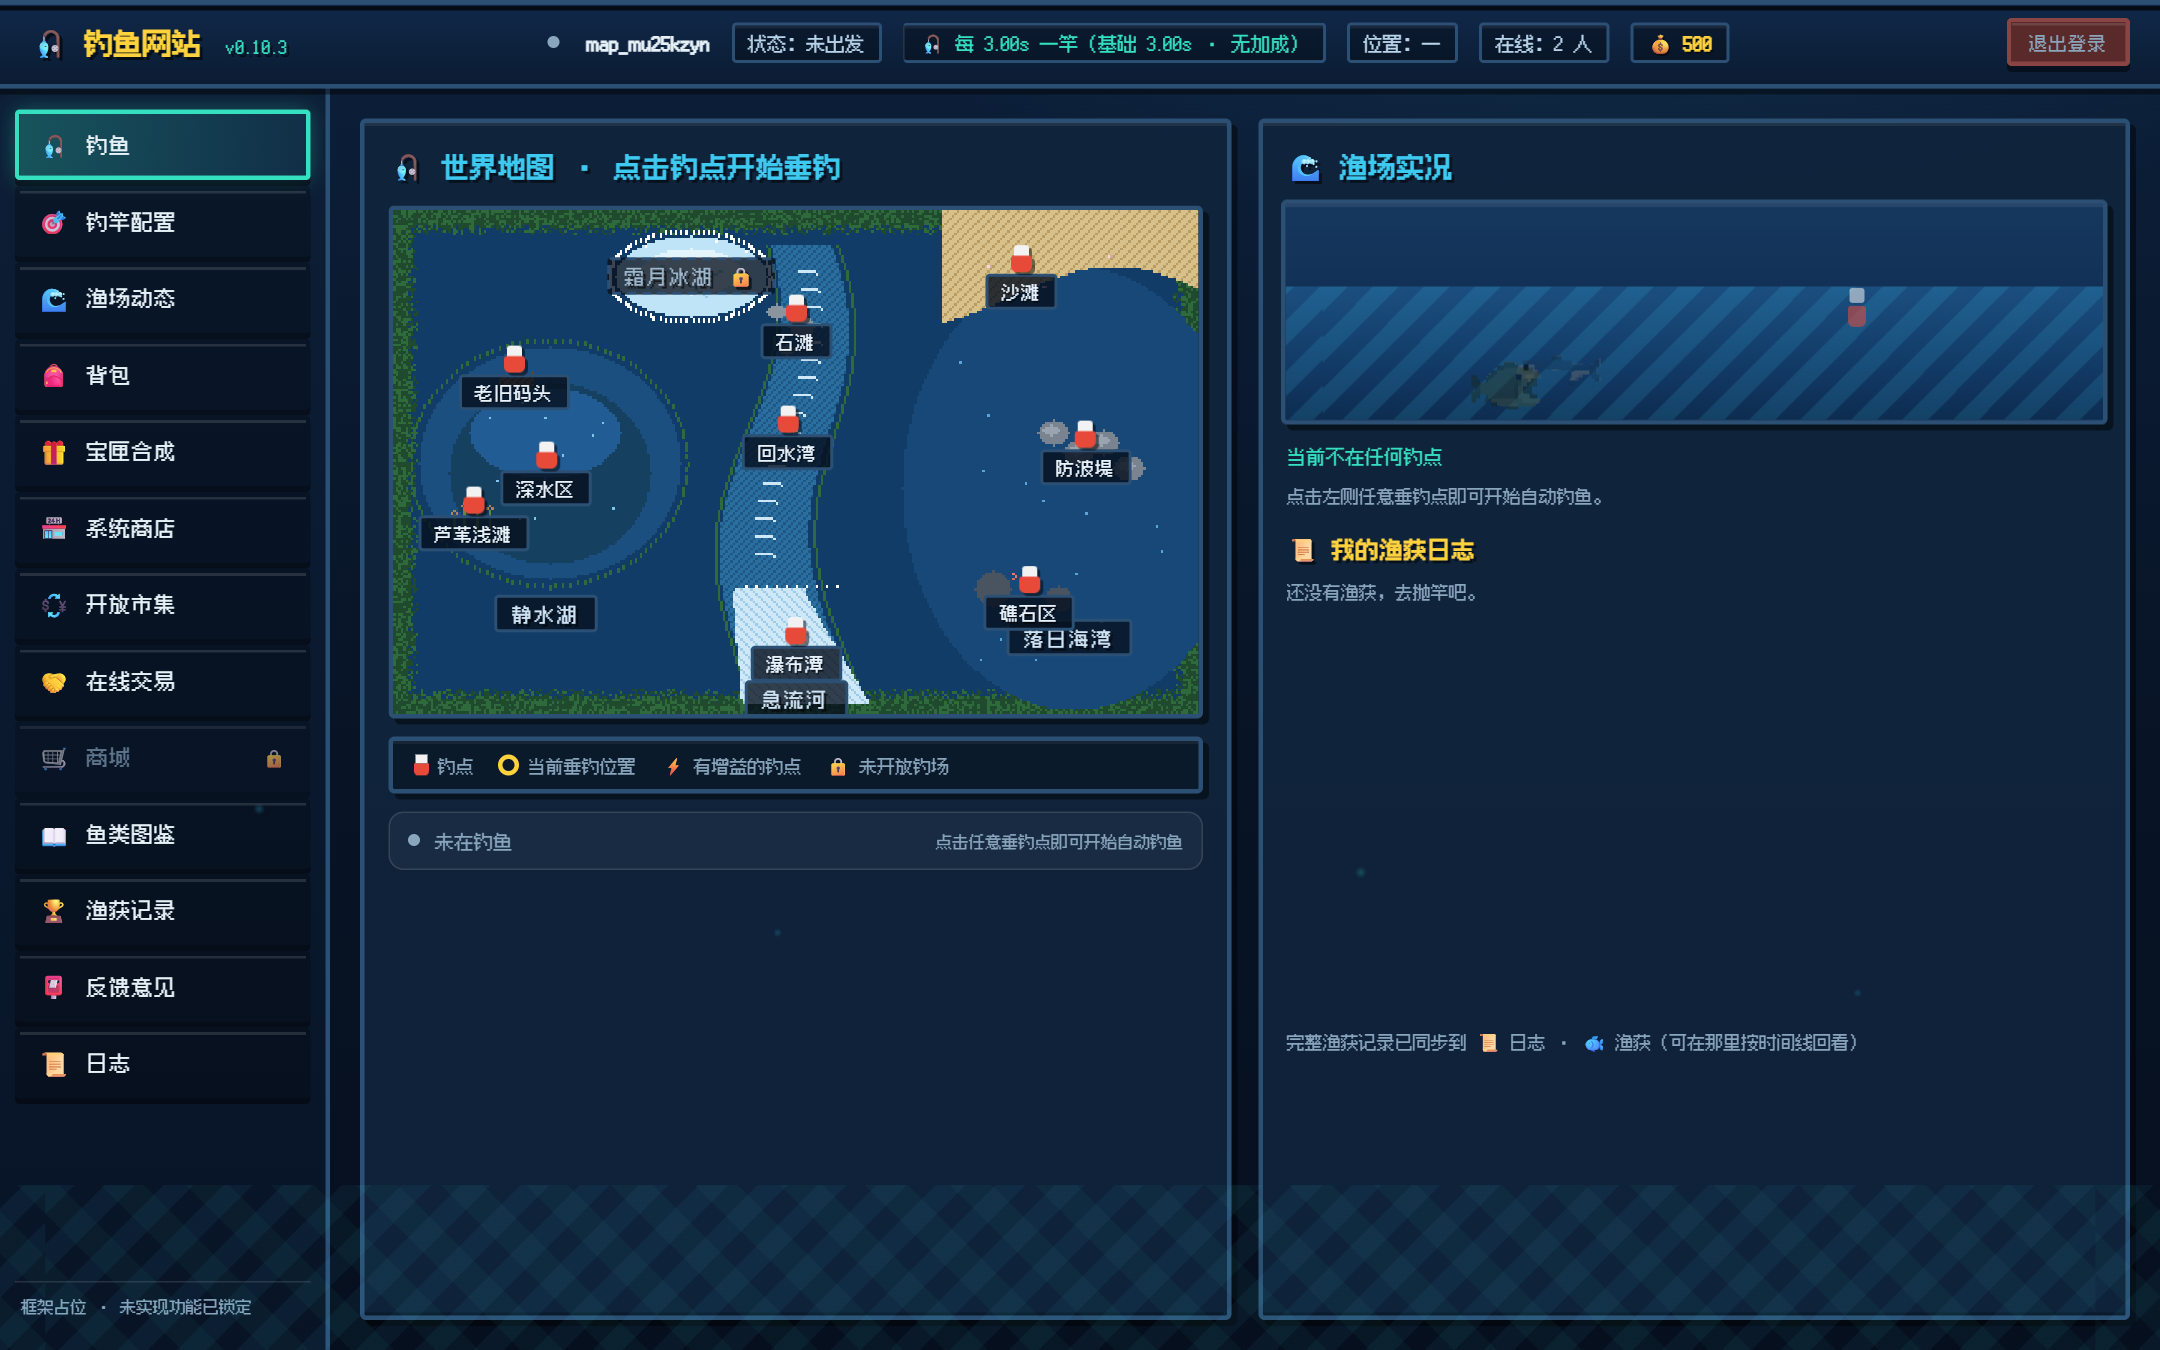 钓鱼网站 v0.10.3
map_mu25kzyn
状态：未出发
每 3.00s 一竿（基础 3.00s · 无加成）
位置：—
在线：2 人
500
退出登录
钓鱼
钓竿配置
渔场动态
背包
宝匣合成
系统商店
开放市集
在线交易
商城
鱼类图鉴
渔获记录
反馈意见
日志
框架占位 · 未实现功能已锁定
世界地图 · 点击钓点开始垂钓
霜月冰湖
沙滩
石滩
老旧码头
回水湾
防波堤
深水区
芦苇浅滩
静水湖
礁石区
落日海湾
瀑布潭
急流河
钓点
当前垂钓位置
有增益的钓点
未开放钓场
未在钓鱼
点击任意垂钓点即可开始自动钓鱼
渔场实况
当前不在任何钓点
点击左侧任意垂钓点即可开始自动钓鱼。
我的渔获日志
还没有渔获，去抛竿吧。
完整渔获记录已同步到 日志 · 渔获（可在那里按时间线回看）